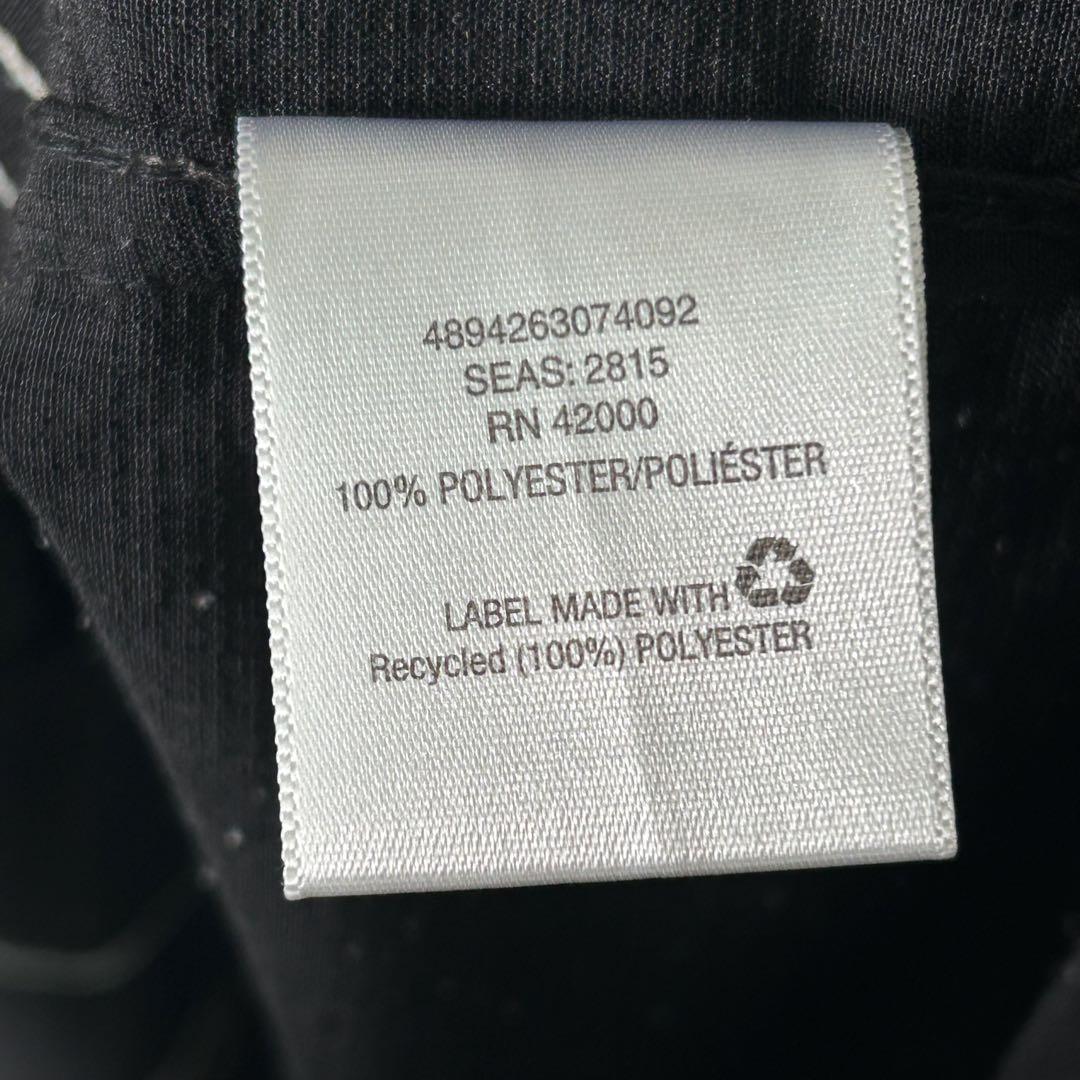 4894263074092
SEAS: 2815
RN 42000
100% POLYESTER/POLIÉSTER
LABEL MADE WITH
Recycled (100%) POLYESTER